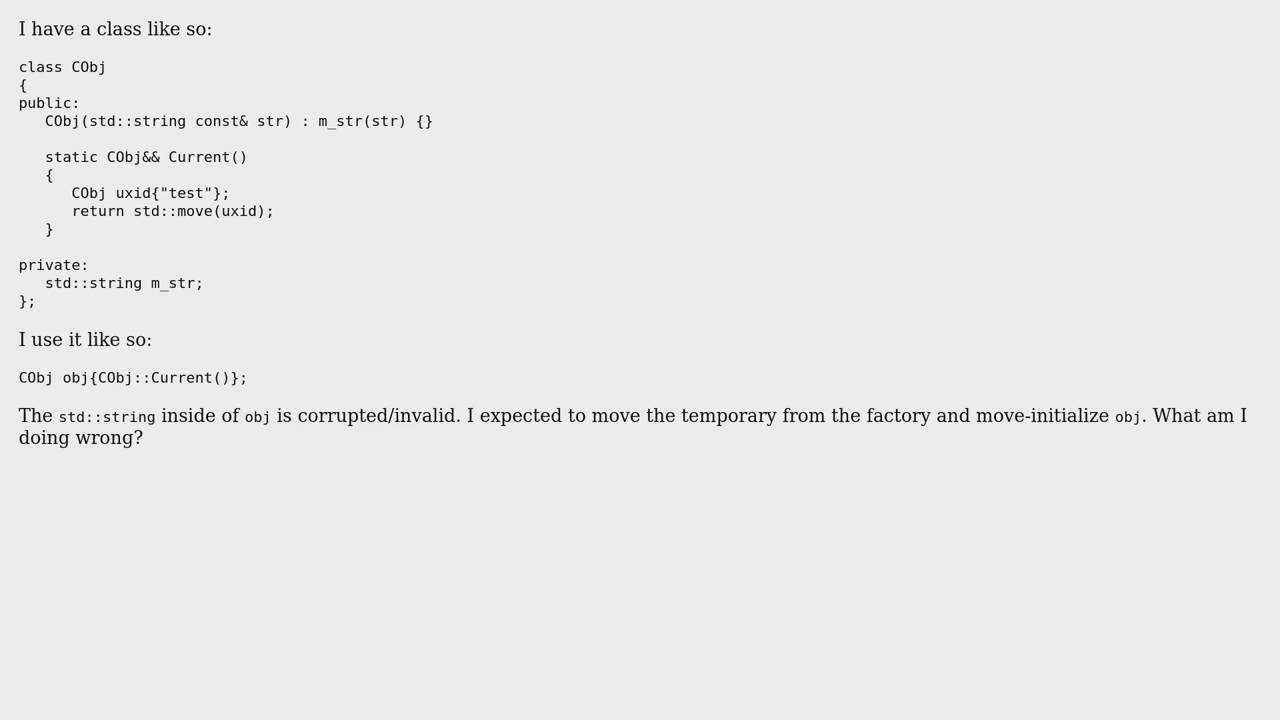 I have a class like so:
class CObj
{
public:
   CObj(std::string const& str) : m_str(str) {}
   static CObj&& Current()
   {
      CObj uxid{"test"};
      return std::move(uxid);
   }
private:
   std::string m_str;
};
I use it like so:
CObj obj{CObj::Current()};
The std::string inside of obj is corrupted/invalid. I expected to move the temporary from the factory and move-initialize obj. What am I
doing wrong?